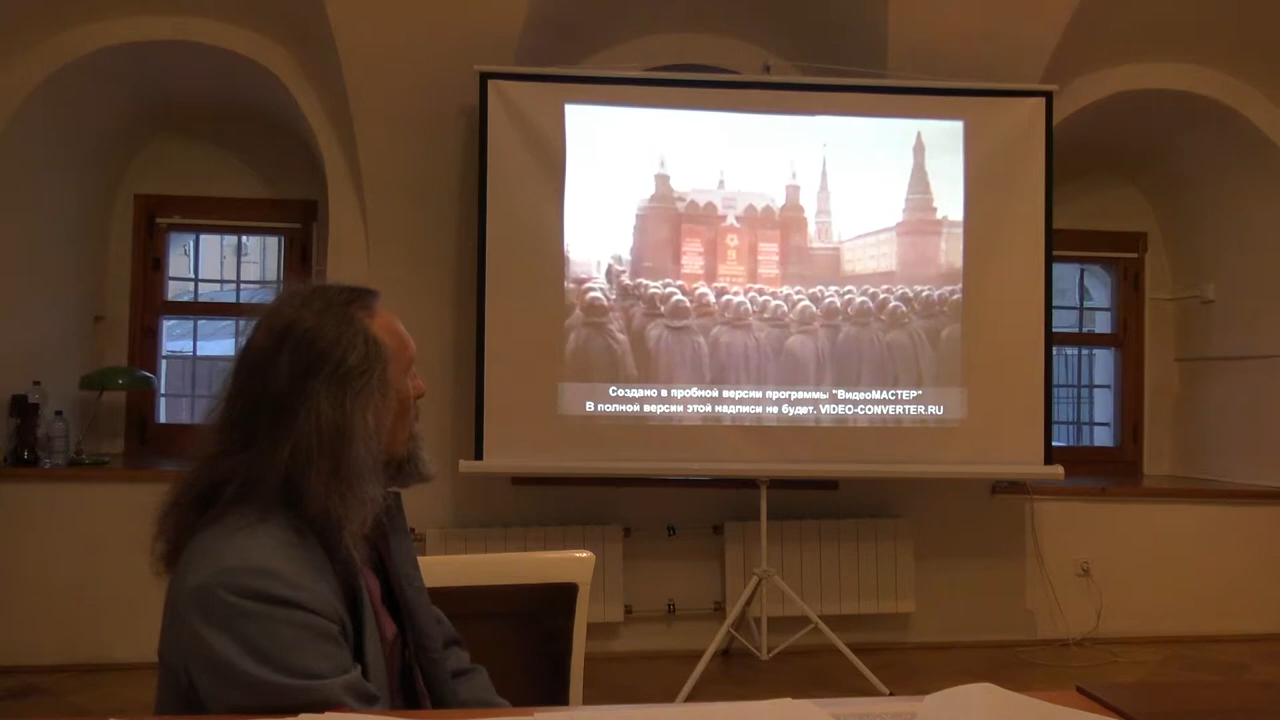 Создано в пробной версии программы "ВидеоМАСТЕР"
В полной версии этой надписи не будет. VIDEO-CONVERTER.RU